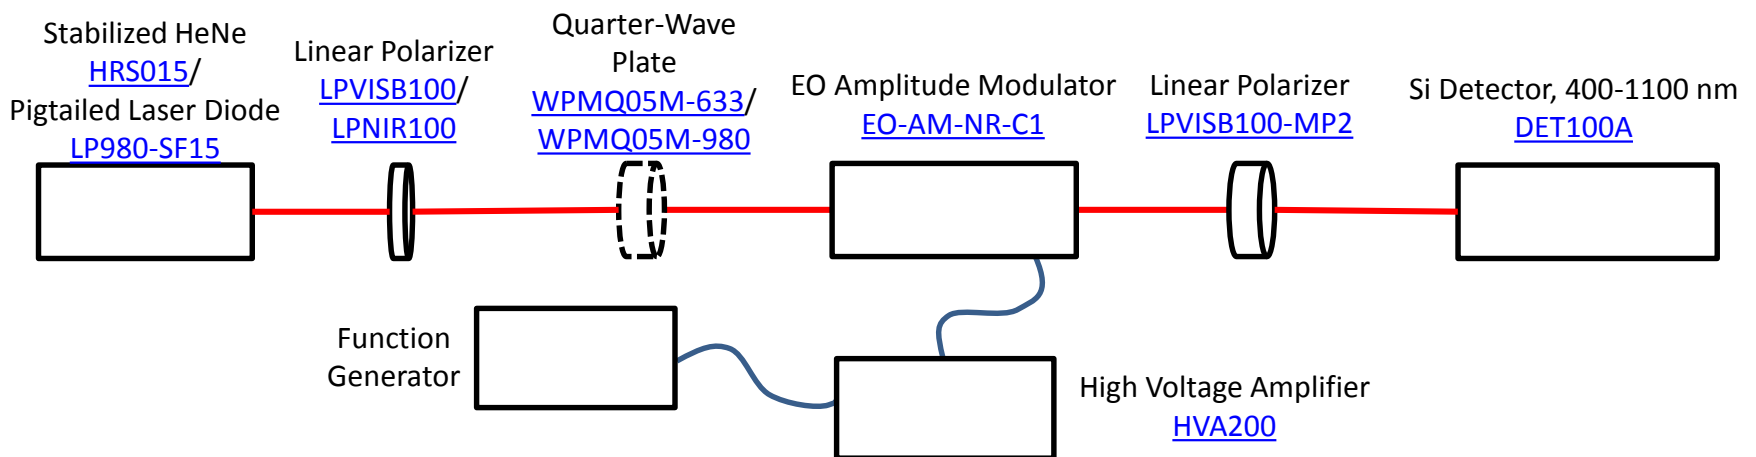 Stabilized HeNe
HRS015/
Pigtailed Laser Diode
LP980-SF15
Linear Polarizer
LPVISB100/
LPNIR100
Quarter-Wave
Plate
WPMQ05M-633/
WPMQ05M-980
EO Amplitude Modulator
EO-AM-NR-C1
Linear Polarizer
LPVISB100-MP2
Si Detector, 400-1100 nm
DET100A
Function
Generator
High Voltage Amplifier
HVA200